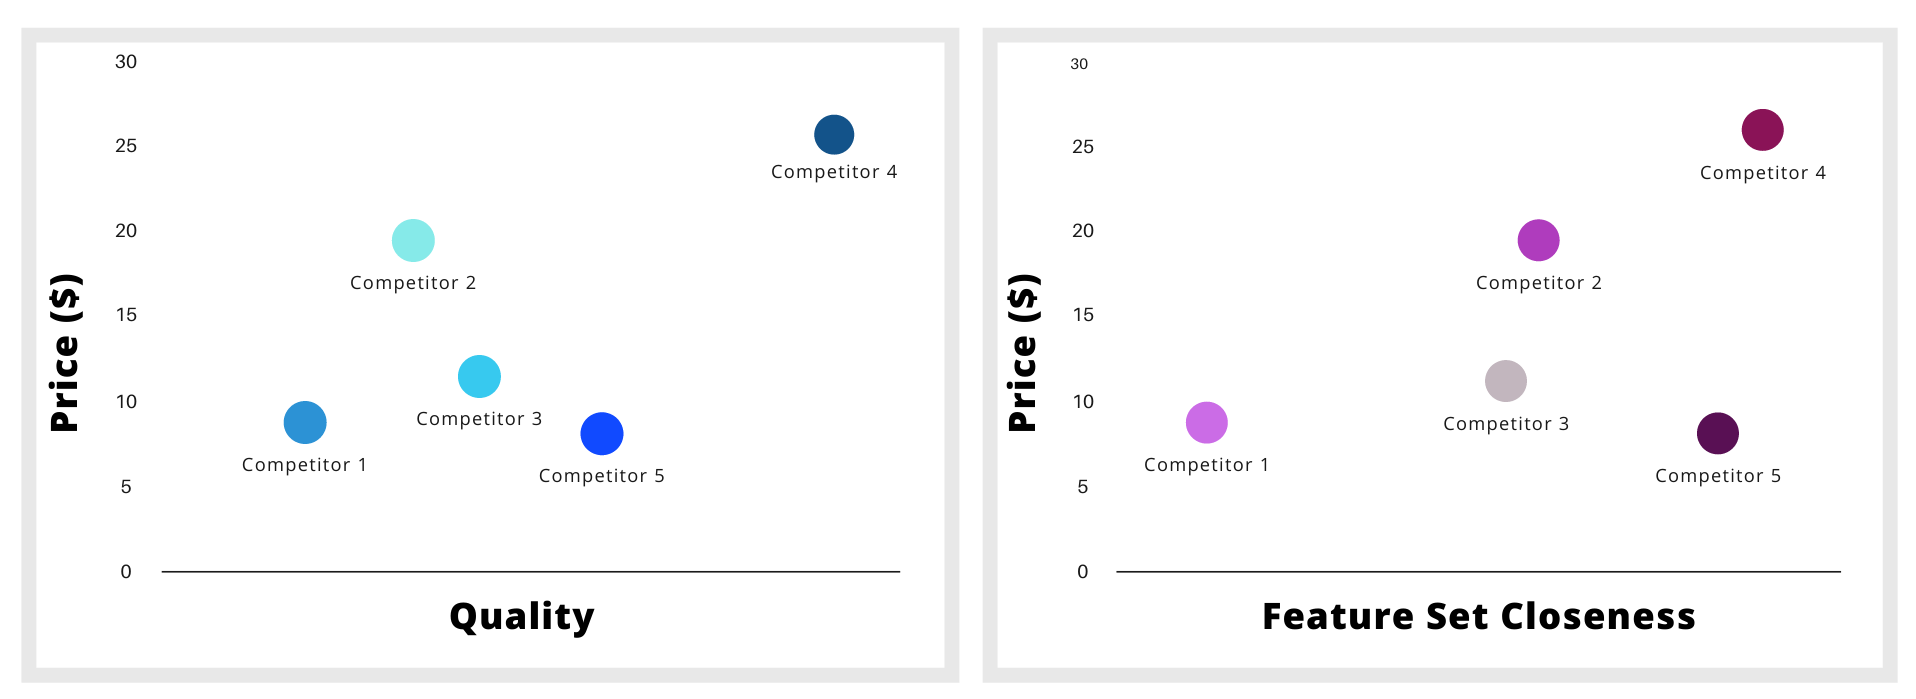 30
25
20
15
10
5
0
Price ($)
Competitor 4
Competitor 2
Competitor 3
Competitor 1
Competitor 5
Quality
30
25
20
15
10
5
0
Price ($)
Competitor 4
Competitor 2
Competitor 3
Competitor 1
Competitor 5
Feature Set Closeness